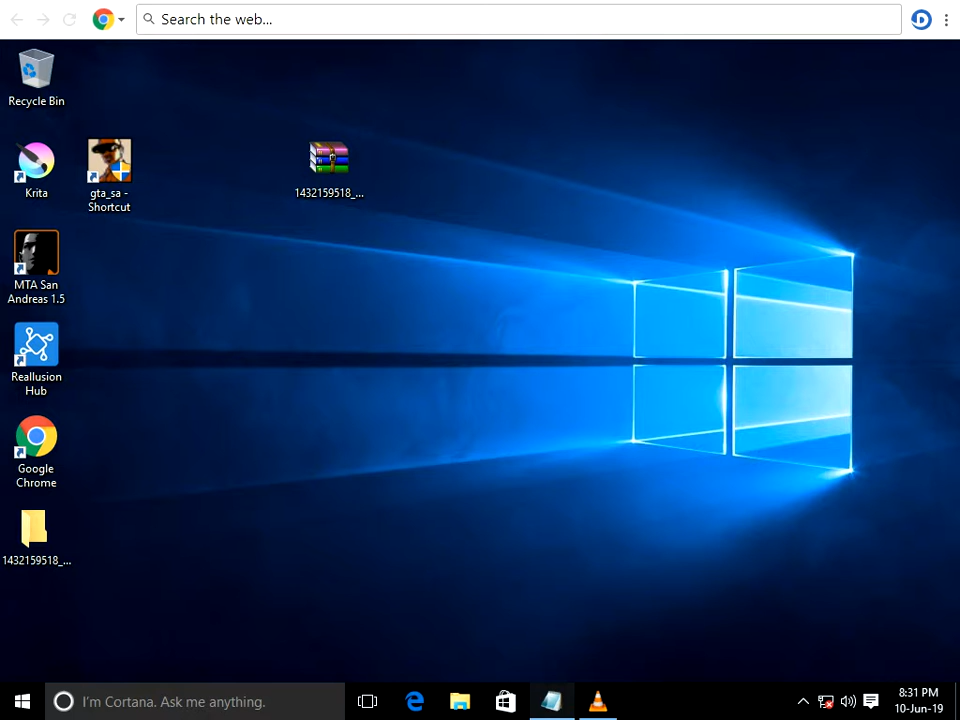 Search the web...
Recycle Bin
Krita
gta_sa -
Shortcut
1432159518_...
MTA San
Andreas 1.5
Reallusion
Hub
Google
Chrome
1432159518_...
I'm Cortana. Ask me anything.
8:31 PM
10-Jun-19